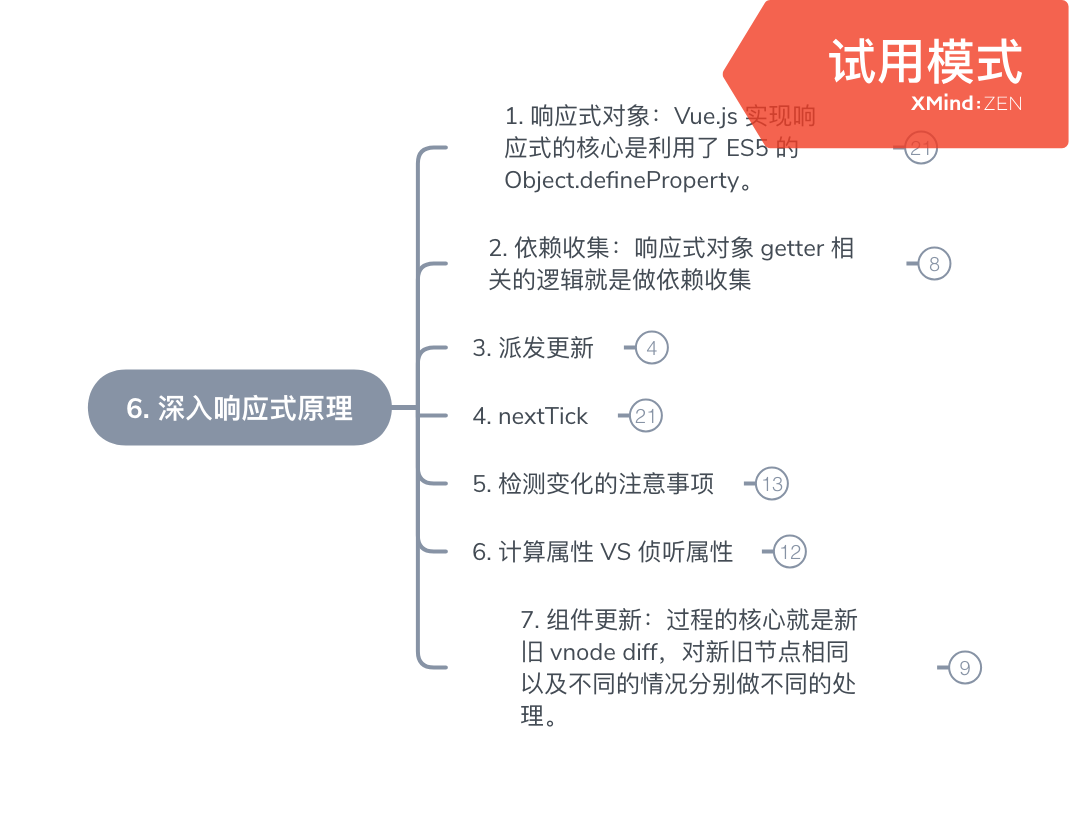 试用模式
XMind:ZEN
1. 响应式对象：Vue.js 实现响
应式的核心是利用了 ES5 的
Object.defineProperty。
21
2. 依赖收集：响应式对象 getter 相
关的逻辑就是做依赖收集
8
3. 派发更新
4
6. 深入响应式原理
4. nextTick
21
5. 检测变化的注意事项
13
6. 计算属性 VS 侦听属性
12
7. 组件更新：过程的核心就是新
旧 vnode diff，对新旧节点相同
以及不同的情况分别做不同的处
理。
9